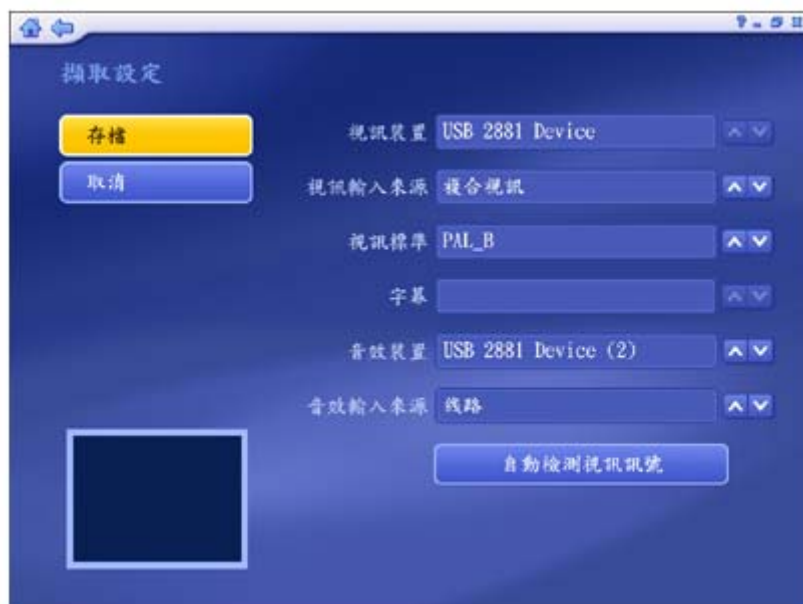 擷取設定
存檔
取消
視訊裝置 USB 2881 Device
視訊輸入來源 複合視訊
視訊標準 PAL_B
字幕
音效裝置 USB 2881 Device (2)
音效輸入來源 线路
自動檢測視訊訊號